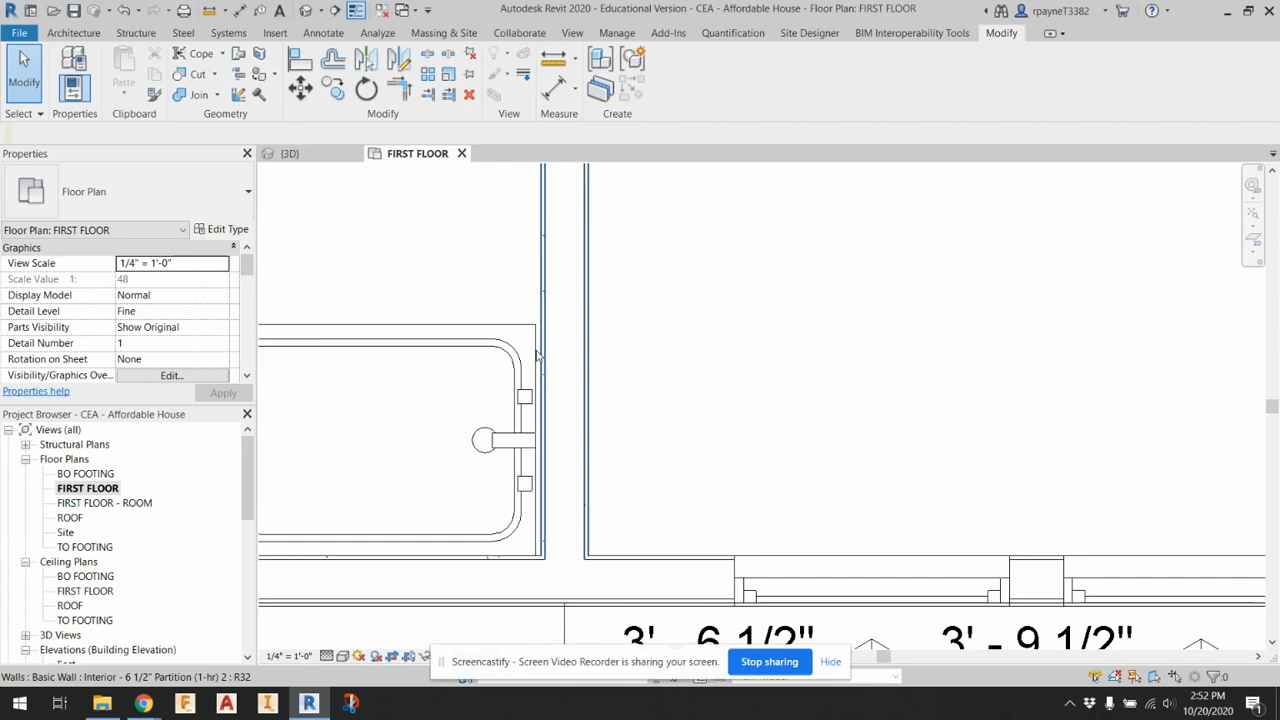 Autodesk Revit 2020 - Educational Version - CEA - Affordable House - Floor Plan: FIRST FLOOR
rpayneT3382
File Architecture Structure Steel Systems Insert Annotate Analyze Massing & Site Collaborate View Manage Add-Ins Quantification Site Designer BIM Interoperability Tools Modify
Modify Paste Cope Cut Join
Select Properties Clipboard Geometry Modify View Measure Create
Properties
(3D) FIRST FLOOR
Floor Plan
Floor Plan: FIRST FLOOR Edit Type
Graphics
View Scale 1/4" = 1'-0"
Scale Value 1: 48
Display Model Normal
Detail Level Fine
Parts Visibility Show Original
Detail Number 1
Rotation on Sheet None
Visibility/Graphics Ove... Edit...
Properties help Apply
Project Browser - CEA - Affordable House
Views (all)
Structural Plans
Floor Plans
BO FOOTING
FIRST FLOOR
FIRST FLOOR - ROOM
ROOF
Site
TO FOOTING
Ceiling Plans
BO FOOTING
FIRST FLOOR
ROOF
TO FOOTING
3D Views
Elevations (Building Elevation)
3' - 6 1/2" 3' - 9 1/2"
1/4" = 1'-0"
Screencastify - Screen Video Recorder is sharing your screen. Stop sharing Hide
Walls : Basic Wall : Interior - 6 1/2" Partition (1-hr) 2 : R32
:0
2:52 PM
10/20/2020